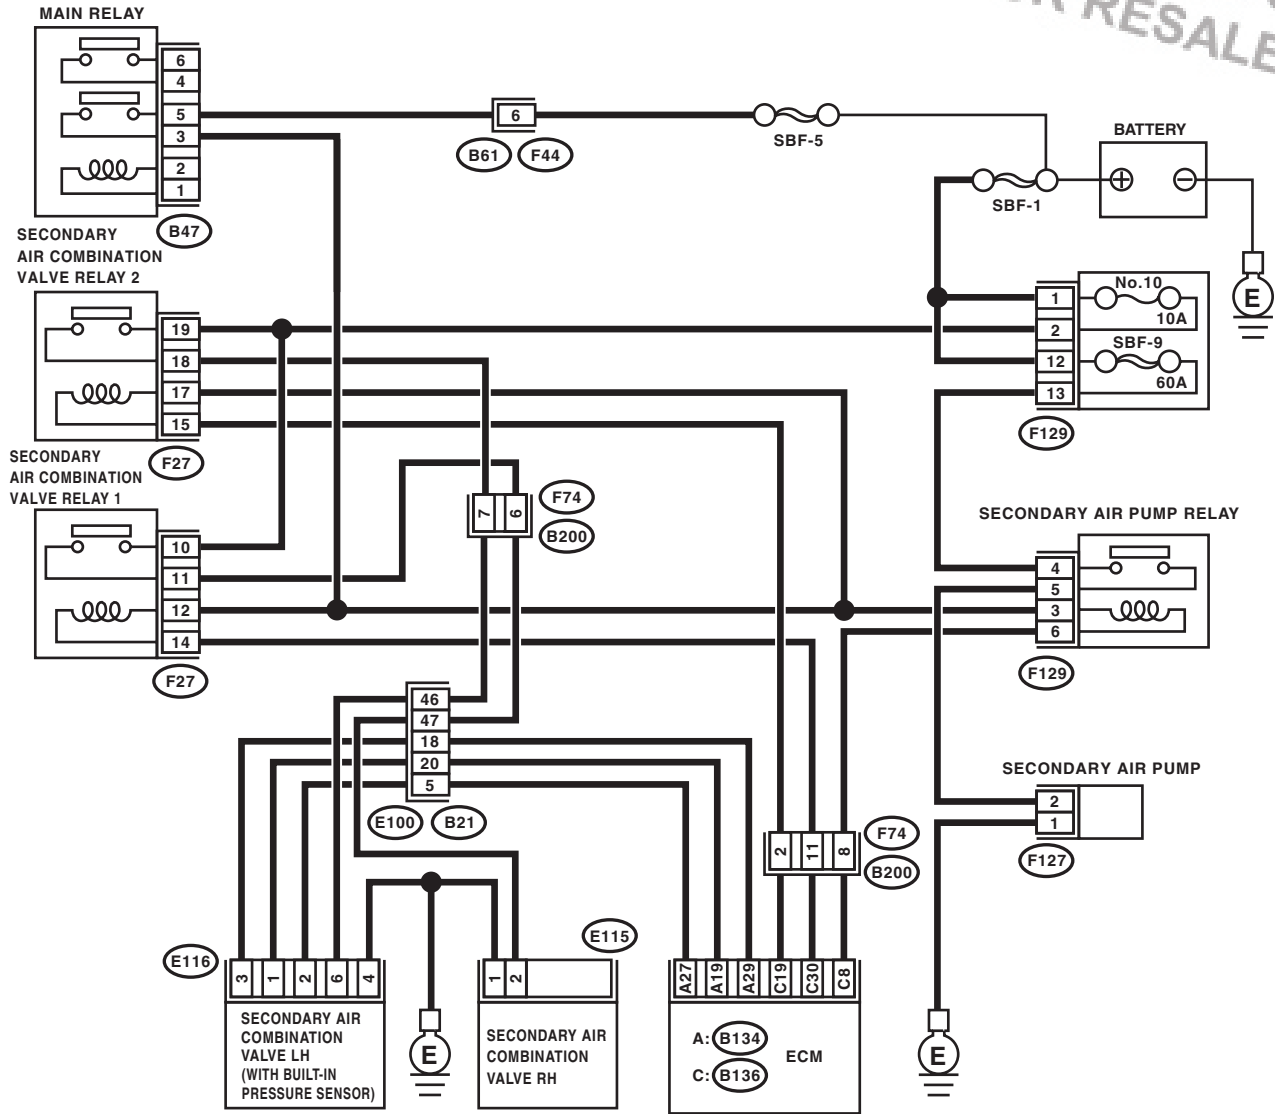 MAIN RELAY
OR RESALE
6
4
5
3
2
1
B47
6
B61
F44
SBF-5
SBF-1
BATTERY
+
−
E
SECONDARY
AIR COMBINATION
VALVE RELAY 2
19
18
17
15
F27
1
2
12
13
No.10
10A
SBF-9
60A
F129
SECONDARY
AIR COMBINATION
VALVE RELAY 1
10
11
12
14
F27
7
6
F74
B200
SECONDARY AIR PUMP RELAY
4
5
3
6
F129
46
47
18
20
5
E100
B21
SECONDARY AIR PUMP
2
1
F127
2
11
8
F74
B200
E116
3
1
2
6
4
SECONDARY AIR
COMBINATION
VALVE LH
(WITH BUILT-IN
PRESSURE SENSOR)
E
E115
1
2
SECONDARY AIR
COMBINATION
VALVE RH
A27
A19
A29
C19
C30
C8
A: B134
C: B136
ECM
E